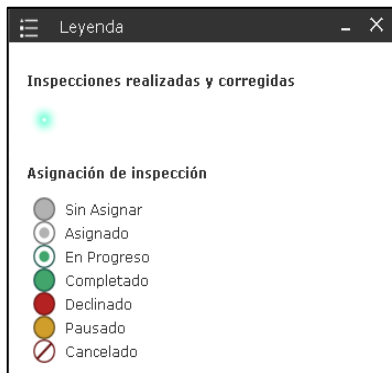 Leyenda
Inspecciones realizadas y corregidas
Asignación de inspección
Sin Asignar
Asignado
En Progreso
Completado
Declinado
Pausado
Cancelado